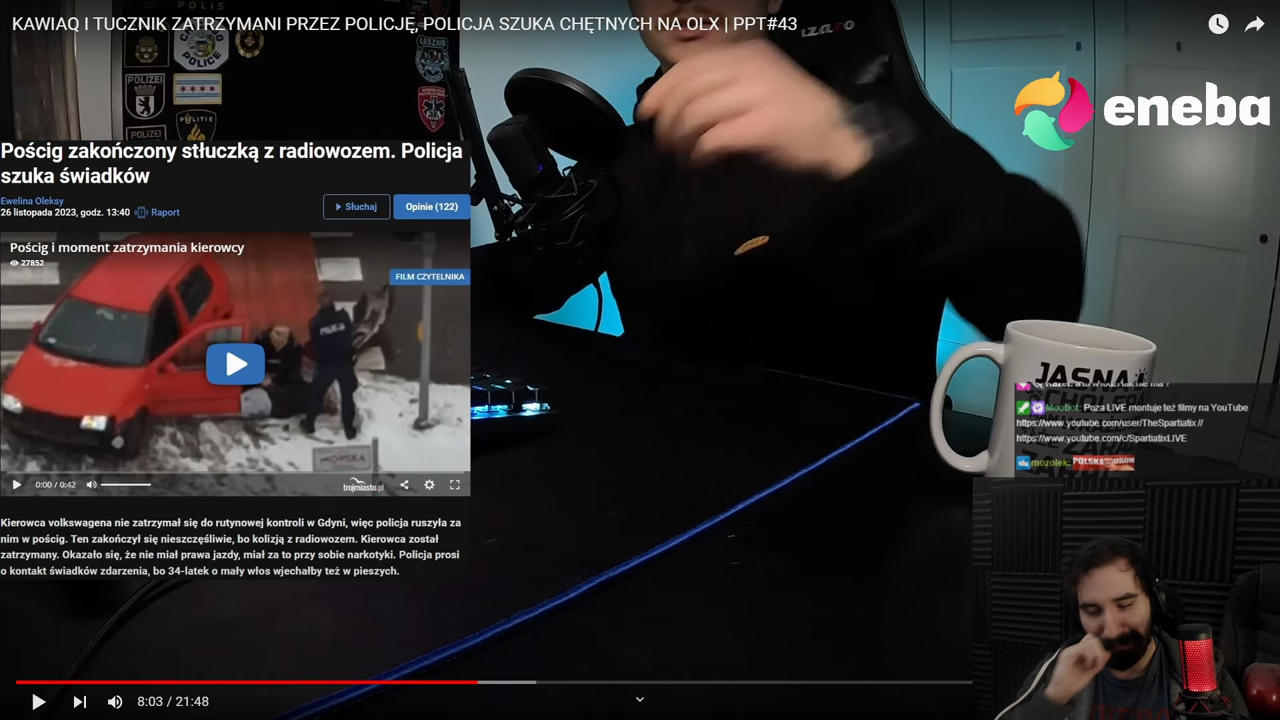 KAWIAQ I TUCZNIK ZATRZYMANI PRZEZ POLICJĘ, POLICJA SZUKA CHĘTNYCH NA OLX | PPT#43
POLIS
POLICE
LESZNO
POLIZEI
POLITIE
POLIZEI
eneba
Pościg zakończony stłuczką z radiowozem. Policja
szuka świadków
Ewelina Oleksy
26 listopada 2023, godz. 13:40 Raport
Słuchaj
Opinie (122)
Pościg i moment zatrzymania kierowcy
27852
FILM CZYTELNIKA
POLICJA
0:00 / 0:42
trojmiasto.pl
Kierowca volkswagena nie zatrzymał się do rutynowej kontroli w Gdyni, więc policja ruszyła za
nim w pościg. Ten zakończył się nieszczęśliwie, bo kolizją z radiowozem. Kierowca został
zatrzymany. Okazało się, że nie miał prawa jazdy, miał za to przy sobie narkotyki. Policja prosi
o kontakt świadków zdarzenia, bo 34-latek o mały włos wjechałby też w pieszych.
JASNA
Moobot: Poza LIVE montuje też filmy na YouTube
https://www.youtube.com/user/TheSpartiatix //
https://www.youtube.com/c/SpartiatixLIVE
mozolek:
8:03 / 21:48